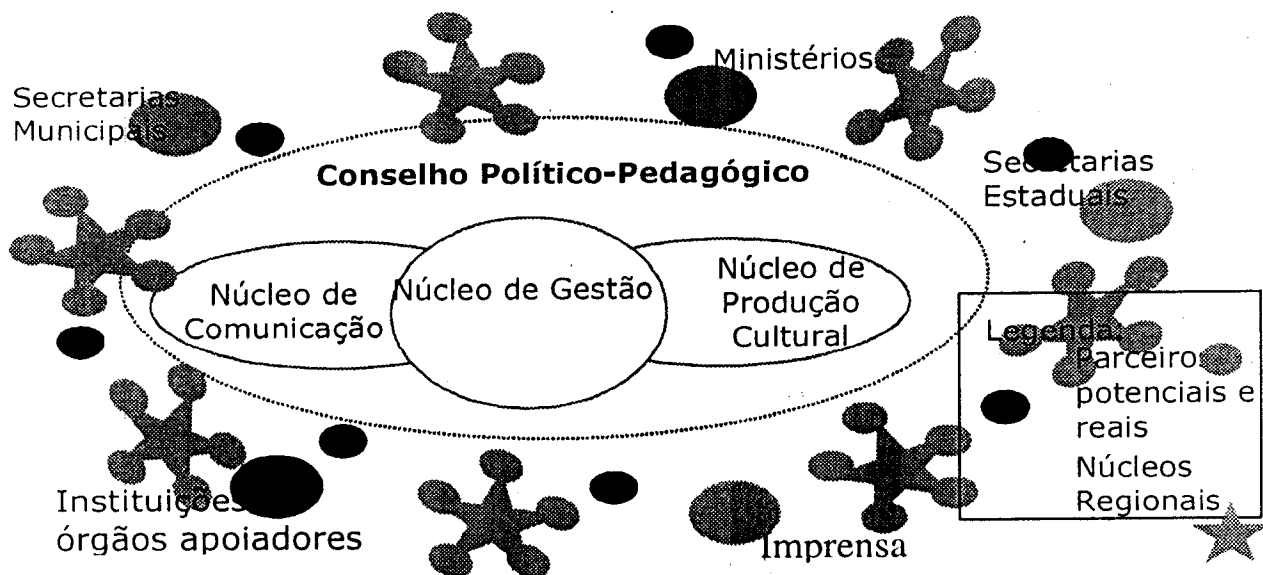 Ministérios
Secretarias
Municipais
Secretarias
Estaduais
Conselho Político-Pedagógico
Núcleo de
Comunicação
Núcleo de Gestão
Núcleo de
Produção
Cultural
Legenda:
Parceiros
potenciais e
reais
Núcleos
Regionais
Instituições
órgãos apoiadores
Imprensa